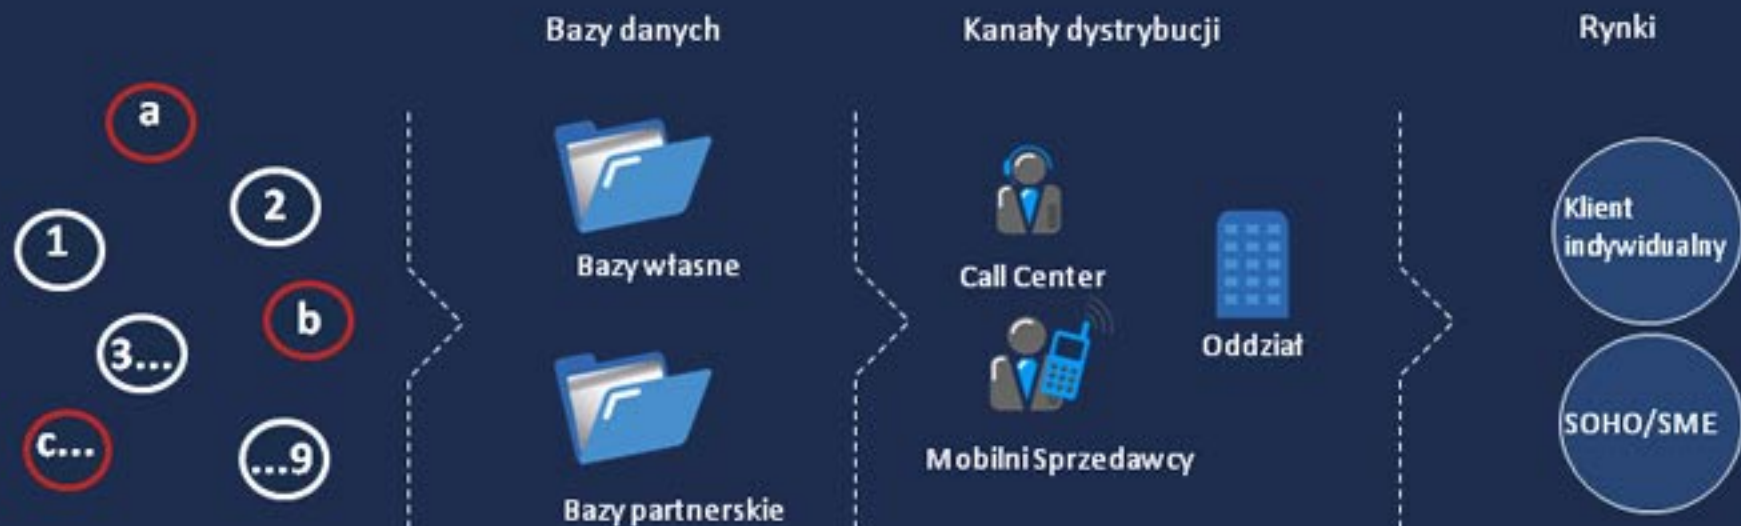 Bazy danych
Kanały dystrybucji
Rynki
a
2
1
b
3...
c...
...9
Bazy własne
Bazy partnerskie
Call Center
Oddział
Mobilni Sprzedawcy
Klient
indywidualny
SOHO/SME